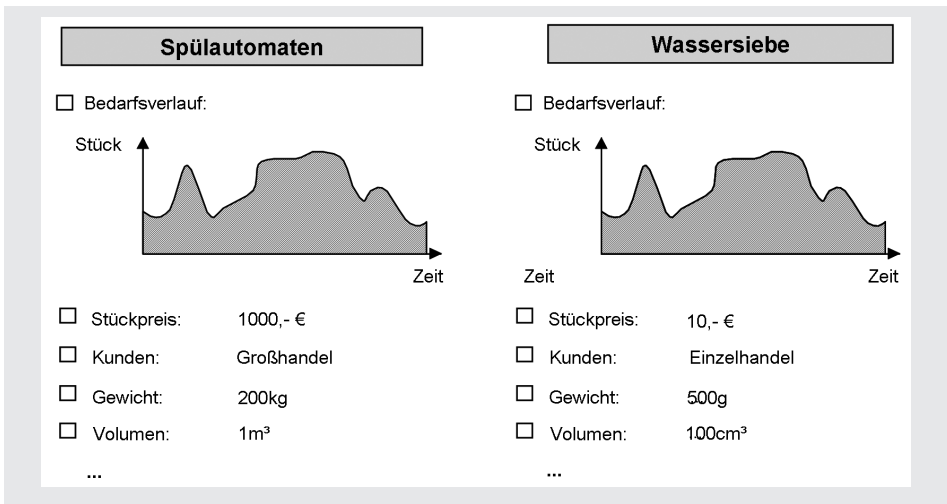 Spülautomaten
Bedarfsverlauf:
Stück
Zeit
Stückpreis: 1000,- €
Kunden: Großhandel
Gewicht: 200kg
Volumen: 1m³
...
Wassersiebe
Bedarfsverlauf:
Stück
Zeit
Zeit
Stückpreis: 10,- €
Kunden: Einzelhandel
Gewicht: 500g
Volumen: 100cm³
...